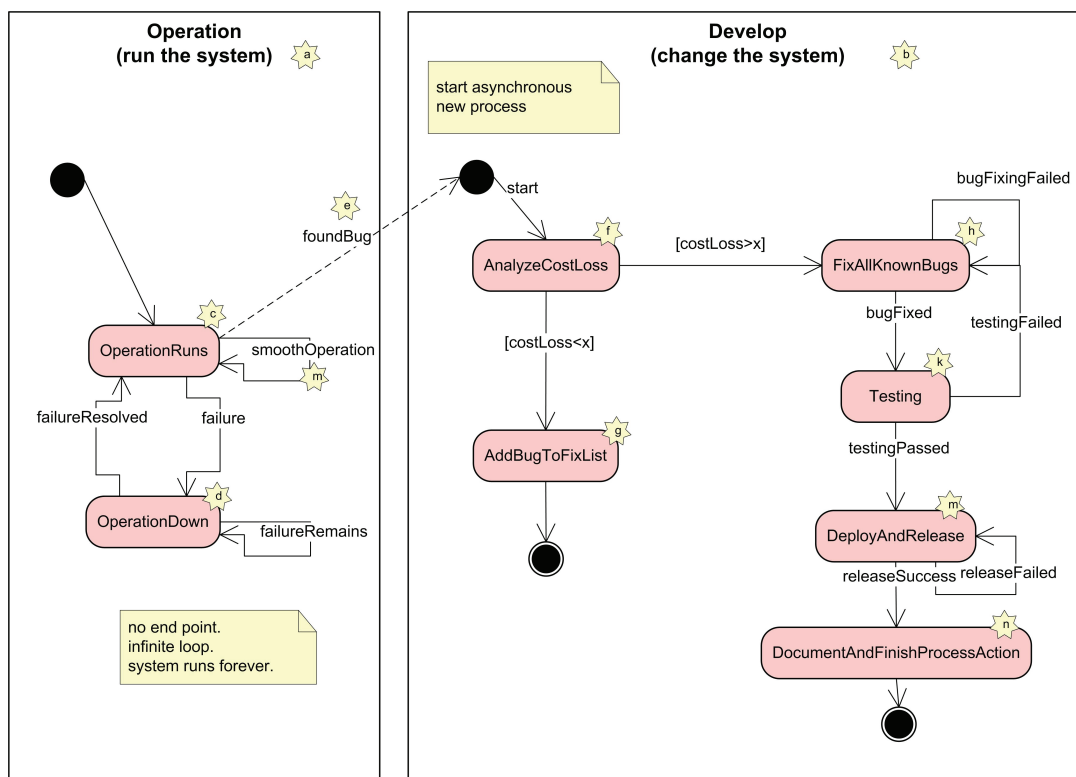 Operation
(run the system)
a
e
foundBug
c
OperationRuns
smoothOperation
m
failureResolved
failure
d
OperationDown
failureRemains
no end point.
infinite loop.
system runs forever.
Develop
(change the system)
b
start asynchronous
new process
start
bugFixingFailed
f
AnalyzeCostLoss
[costLoss>x]
h
FixAllKnownBugs
bugFixed
testingFailed
[costLoss<x]
k
Testing
g
AddBugToFixList
testingPassed
m
DeployAndRelease
releaseSuccess
releaseFailed
n
DocumentAndFinishProcessAction